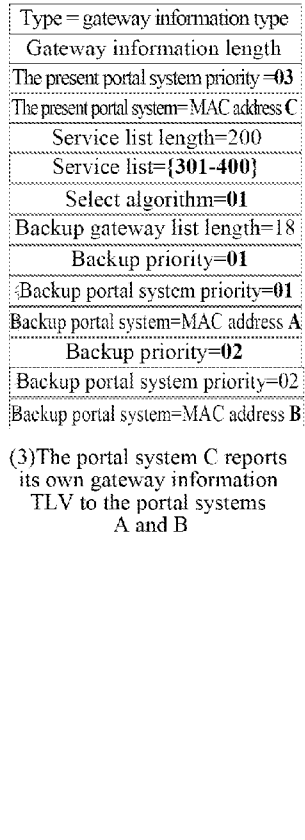 Type = gateway information type
Gateway information length
The present portal system priority =03
The present portal system= MAC address C
Service list length=200
Service list={301-400}
Select algorithm=01
Backup gateway list length=18
Backup priority=01
Backup portal system priority=01
Backup portal system=MAC address A
Backup priority=02
Backup portal system priority=02
Backup portal system=MAC address B
(3)The portal system C reports
its own gateway information
TLV to the portal systems
A and B